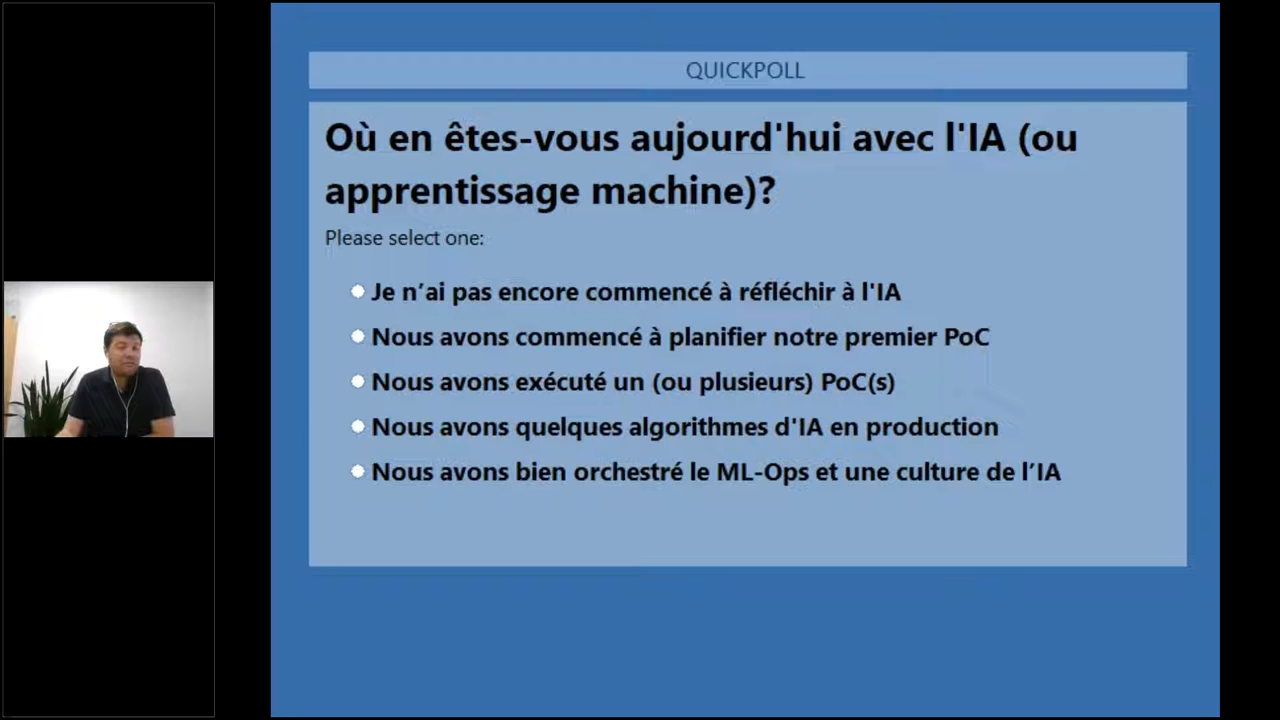 QUICKPOLL
Où en êtes-vous aujourd'hui avec l'IA (ou
apprentissage machine)?
Please select one:
Je n’ai pas encore commencé à réfléchir à l'IA
Nous avons commencé à planifier notre premier PoC
Nous avons exécuté un (ou plusieurs) PoC(s)
Nous avons quelques algorithmes d'IA en production
Nous avons bien orchestré le ML-Ops et une culture de l’IA